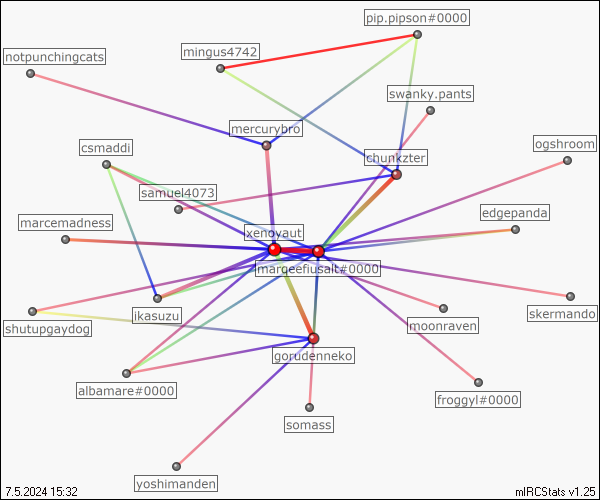 pip.pipson#0000
mingus4742
notpunchingcats
swanky.pants
mercurybro
ogshroom
csmaddi
chunkzter
samuel4073
edgepanda
marcemadness
xenoyaut
marceefiusalt#0000
skermando
ikasuzu
moonraven
shutupgaydog
gorudenneko
albamare#0000
froggyl#0000
somass
yoshimanden
7.5.2024 15:32
mIRCStats v1.25